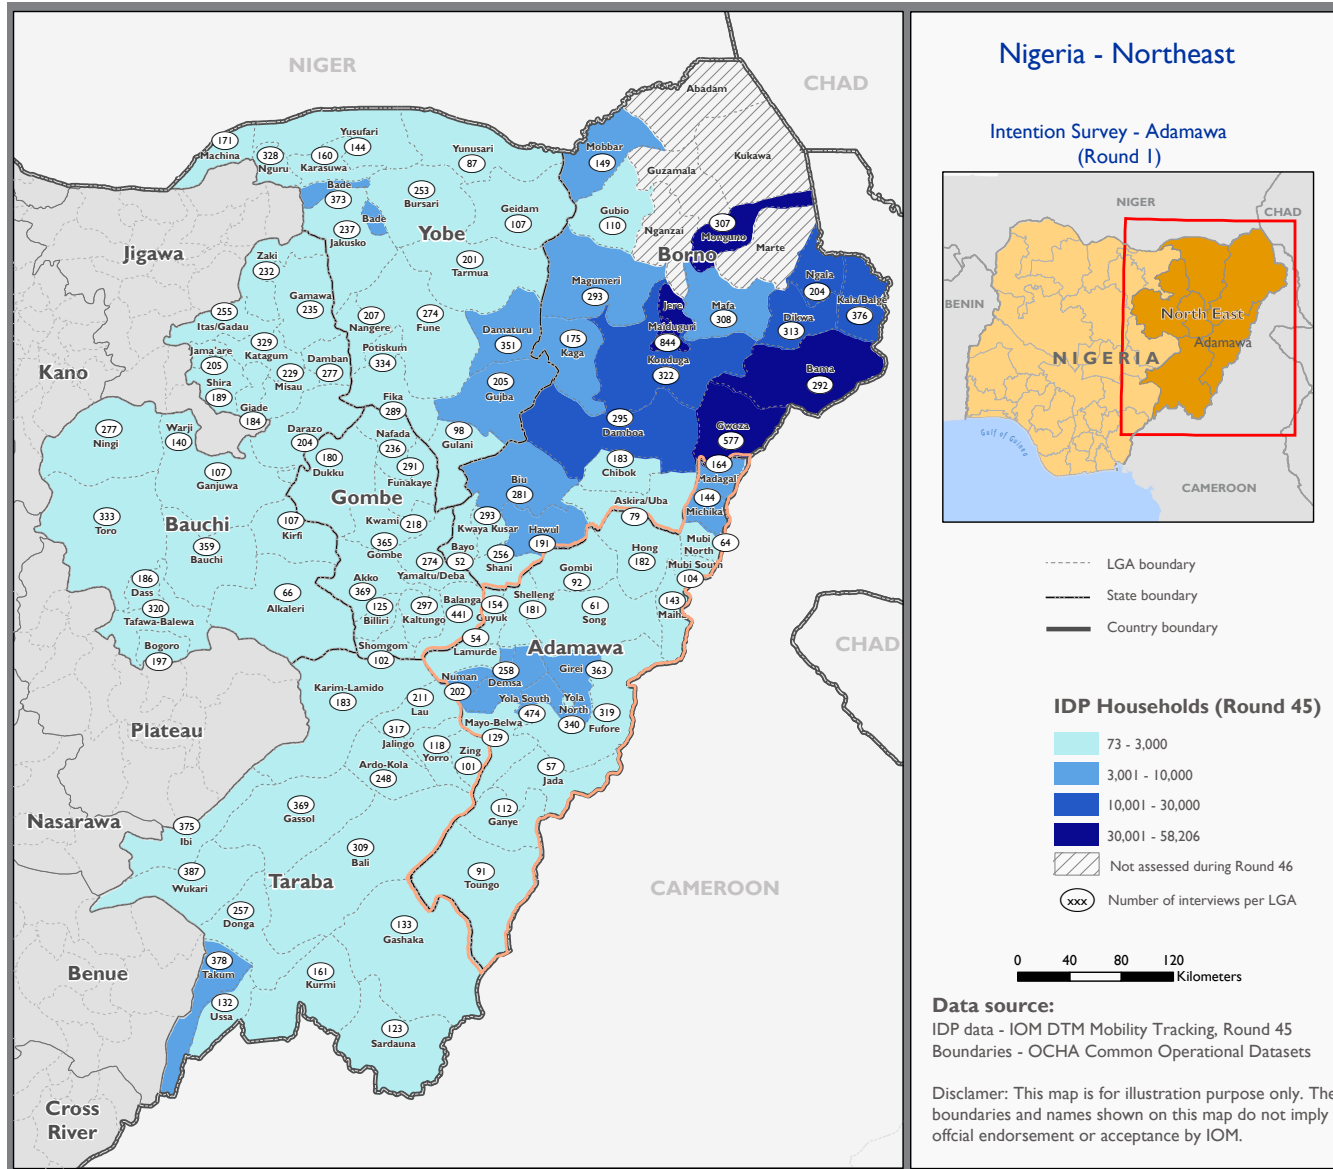 NIGER
CHAD
Abadam
Yusufari
144
171
Machina
328
Nguru
160
Karasuwa
Yunusari
87
Mobbar
149
Kukawa
Guzamala
Bade
373
253
Bursari
Bade
237
Jakusko
Geidam
107
Gubio
110
307
Monguno
Nganzai
Marte
Yobe
Borno
Jigawa
Zaki
232
201
Tarmua
Magumeri
293
Ngala
204
Kala/Balge
376
Gamawa
235
255
Itas/Gadau
207
Nangere
274
Fune
Jere
Mafa
308
Dikwa
313
Damaturu
351
175
Kaga
Maiduguri
844
329
Katagum
Jama'are
205
Damban
277
Potiskum
334
Konduga
322
Bama
292
Kano
229
Misau
Shira
189
205
Gujba
Giade
184
Fika
289
295
Damboa
Gwoza
577
277
Ningi
Warji
140
Darazo
204
98
Gulani
Nafada
236
180
Dukku
291
Funakaye
183
Chibok
164
Madagali
107
Ganjuwa
Gombe
Biu
281
144
Michika
Askira/Uba
79
333
Toro
Bauchi
107
Kirfi
Kwami
218
293
Kwaya Kusar
Hawul
191
Mubi
North
64
359
Bauchi
365
Gombe
Bayo
52
256
Shani
Hong
182
Mubi South
104
274
Yamaltu/Deba
Gombi
92
186
Dass
66
Alkaleri
Akko
369
Shelleng
181
61
Song
143
Maiha
320
Tafawa-Balewa
125
Billiri
297
Kaltungo
Balanga
441
154
Guyuk
54
Lamurde
Bogoro
197
Shomgom
102
Adamawa
Numan
202
258
Demsa
Girei
363
Karim-Lamido
183
211
Lau
Yola South
474
Yola
North
340
319
Fufore
Plateau
317
Jalingo
Mayo-Belwa
129
118
Yorro
Zing
101
57
Jada
Ardo-Kola
248
369
Gassol
112
Ganye
Nasarawa
375
Ibi
309
Bali
387
Wukari
Taraba
91
Toungo
CAMEROON
CHAD
257
Donga
133
Gashaka
Benue
378
Takum
161
Kurmi
132
Ussa
123
Sardauna
Cross
River
Nigeria - Northeast
Intention Survey - Adamawa
(Round 1)
NIGER
CHAD
BENIN
North East
Adamawa
NIGERIA
Gulf of Guinea
CAMEROON
LGA boundary
State boundary
Country boundary
IDP Households (Round 45)
73 - 3,000
3,001 - 10,000
10,001 - 30,000
30,001 - 58,206
Not assessed during Round 46
xxx Number of interviews per LGA
0 40 80 120
Kilometers
Data source:
IDP data - IOM DTM Mobility Tracking, Round 45
Boundaries - OCHA Common Operational Datasets
Disclamer: This map is for illustration purpose only. The
boundaries and names shown on this map do not imply
offcial endorsement or acceptance by IOM.